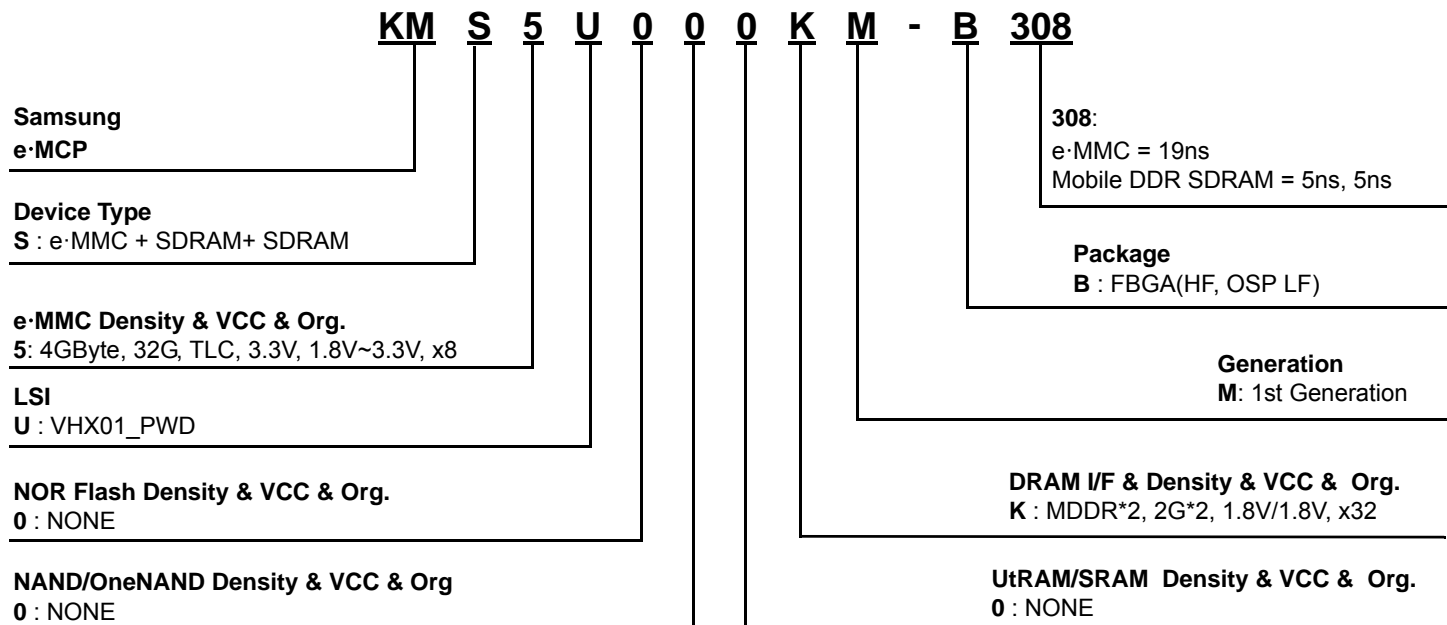 KM S 5 U 0 0 0 K M - B 308
Samsung
e·MCP
Device Type
S : e·MMC + SDRAM+ SDRAM
e·MMC Density & VCC & Org.
5: 4GByte, 32G, TLC, 3.3V, 1.8V~3.3V, x8
LSI
U : VHX01_PWD
NOR Flash Density & VCC & Org.
0 : NONE
NAND/OneNAND Density & VCC & Org
0 : NONE
308:
e·MMC = 19ns
Mobile DDR SDRAM = 5ns, 5ns
Package
B : FBGA(HF, OSP LF)
Generation
M: 1st Generation
DRAM I/F & Density & VCC & Org.
K : MDDR*2, 2G*2, 1.8V/1.8V, x32
UtRAM/SRAM Density & VCC & Org.
0 : NONE